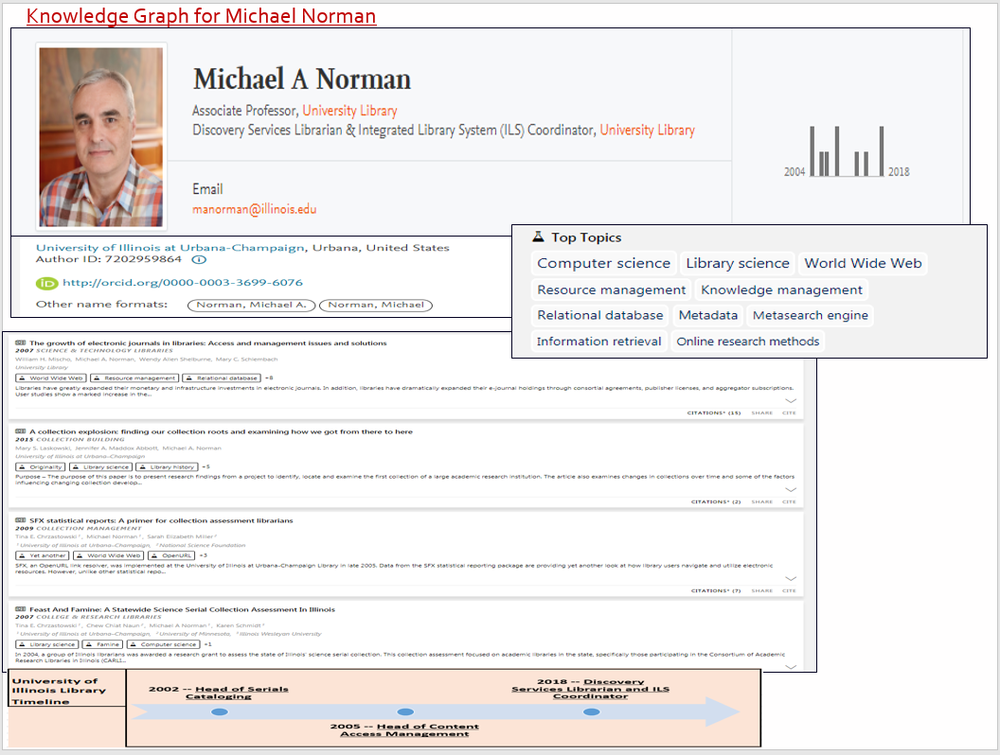 Knowledge Graph for Michael Norman
Michael A Norman
Associate Professor, University Library
Discovery Services Librarian & Integrated Library System (ILS) Coordinator, University Library
2004 2018
Email
manorman@illinois.edu
University of Illinois at Urbana-Champaign, Urbana, United States
Author ID: 7202959864
iD http://orcid.org/0000-0003-3699-6076
Other name formats: Norman, Michael A. Norman, Michael
Top Topics
Computer science Library science World Wide Web
Resource management Knowledge management
Relational database Metadata Metasearch engine
Information retrieval Online research methods
The growth of electronic journals in libraries: Access and management issues and solutions
2007 SCIENCE & TECHNOLOGY LIBRARIES
William H. Mischo, Michael A. Norman, Wendy Allen Shelburne, Mary C. Schlembach
University Library
World Wide Web Resource management Relational database +8
Libraries have greatly expanded their monetary and infrastructure investments in electronic journals. In addition, libraries have dramatically expanded their e-journal holdings through consortial agreements, publisher licenses, and aggregator subscriptions.
User studies show a marked increase in the...
CITATIONS* (15) SHARE CITE
A collection explosion: finding our collection roots and examining how we got from there to here
2015 COLLECTION BUILDING
Mary S. Laskowski, Jennifer A. Maddox Abbott, Michael A. Norman
University of Illinois at Urbana–Champaign
Originality Library science Library history +5
Purpose – The purpose of this paper is to present research findings from a project to identify, locate and examine the first collection of a large academic research institution. The article also examines changes in collections over time and some of the factors
influencing changing collection develop...
CITATIONS* (2) SHARE CITE
SFX statistical reports: A primer for collection assessment librarians
2009 COLLECTION MANAGEMENT
Tina E. Chrzastowski ¹, Michael Norman ¹, Sarah Elizabeth Miller ²
¹ University of Illinois at Urbana–Champaign, ² National Science Foundation
Yet another World Wide Web OpenURL +3
SFX, an OpenURL link resolver, was implemented at the University of Illinois at Urbana-Champaign Library in late 2005. Data from the SFX statistical reporting package are providing yet another look at how library users navigate and utilize electronic
resources. However, unlike other statistical repo...
CITATIONS* (7) SHARE CITE
Feast And Famine: A Statewide Science Serial Collection Assessment In Illinois
2007 COLLEGE & RESEARCH LIBRARIES
Tina E. Chrzastowski ¹, Chew Chiat Naun ², Michael A Norman ¹, Karen Schmidt ³
¹ University of Illinois at Urbana–Champaign, ² University of Minnesota, ³ Illinois Wesleyan University
Library science Famine Computer science +1
In 2004, a group of Illinois librarians was awarded a research grant to assess the state of Illinois' science serial collection. This collection assessment focused on academic libraries in the state, specifically those participating in the Consortium of Academic
Research Libraries in Illinois (CARL)...
University of
Illinois Library
Timeline
2002 -- Head of Serials
Cataloging
2005 -- Head of Content
Access Management
2018 -- Discovery
Services Librarian and ILS
Coordinator